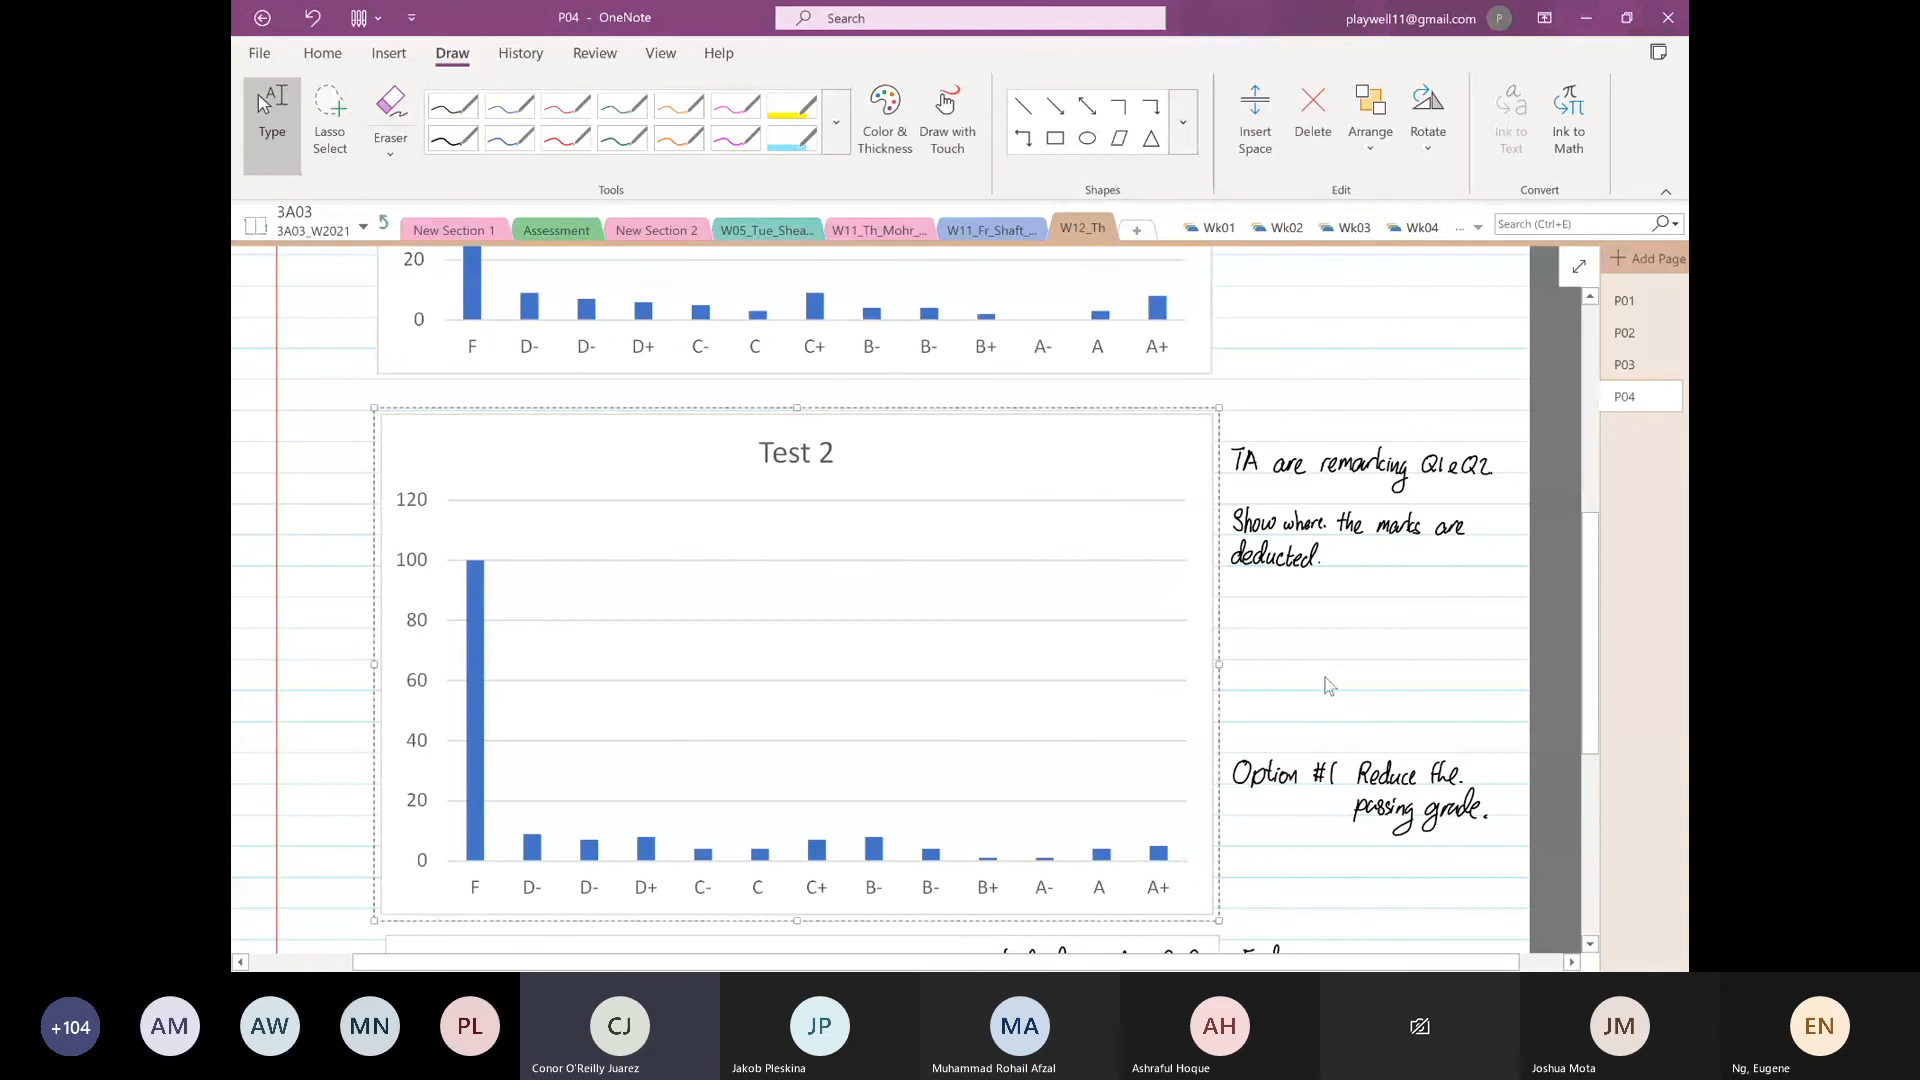 P04 - OneNote
Search
playwell11@gmail.com
P
File
Home
Insert
Draw
History
Review
View
Help
Type
Lasso
Select
Eraser
Color &
Thickness
Draw with
Touch
Insert
Space
Delete
Arrange
Rotate
Ink to
Text
Ink to
Math
Tools
Shapes
Edit
Convert
3A03
3A03_W2021
New Section 1
Assessment
New Section 2
W05_Tue_Shea...
W11_Th_Mohr_...
W11_Fr_Shaft_...
W12_Th
Wk01
Wk02
Wk03
Wk04
...
Search (Ctrl+E)
Add Page
P01
P02
P03
P04
20
0
F D- D- D+ C- C C+ B- B- B+ A- A A+
Test 2
120
100
80
60
40
20
0
F D- D- D+ C- C C+ B- B- B+ A- A A+
TA are remarking Q1 & Q2.
Show where. the marks are
deducted.
Option #1 Reduce the.
passing grade.
+104
AM
AW
MN
PL
CJ
Conor O'Reilly Juarez
JP
Jakob Pleskina
MA
Muhammad Rohail Afzal
AH
Ashraful Hoque
JM
Joshua Mota
EN
Ng, Eugene